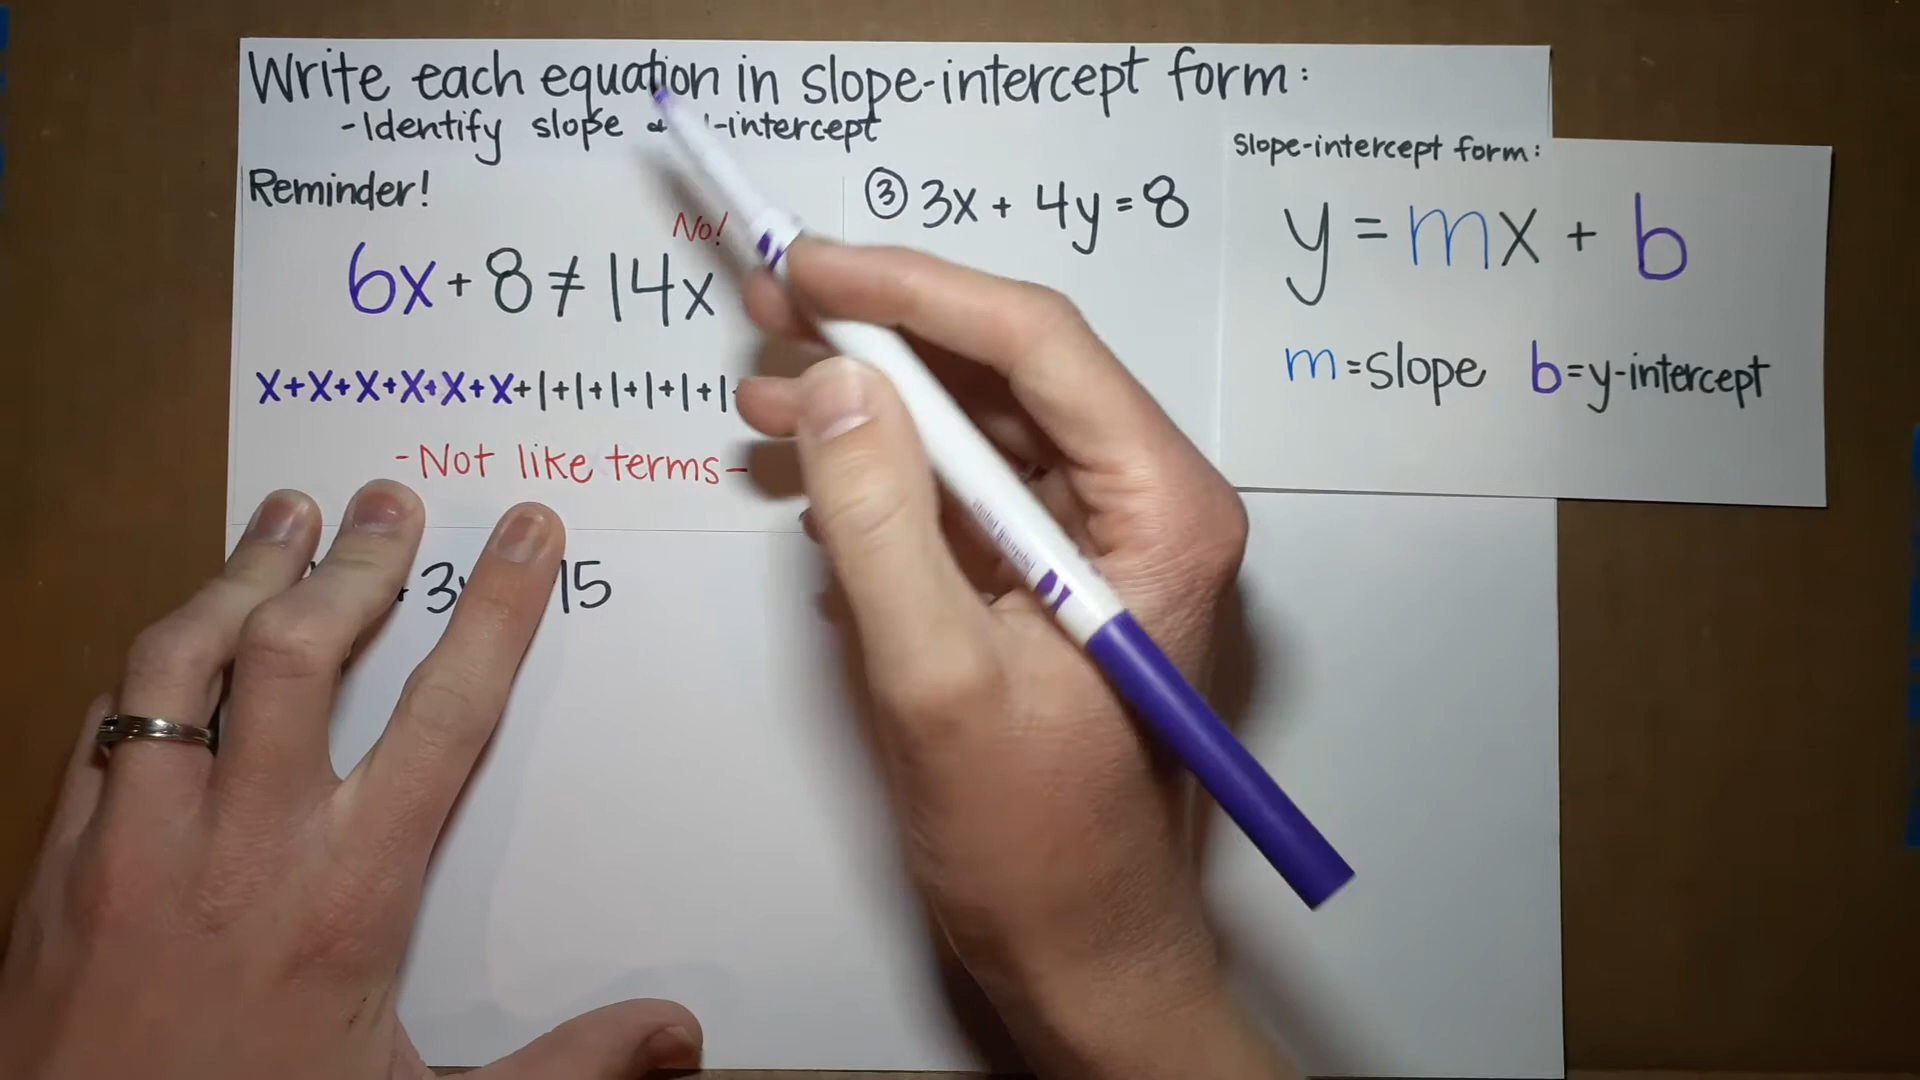 Write each equation in slope-intercept form:
-Identify slope & -intercept
Reminder!
No!
6x + 8 ≠ 14x
x+x+x+x+x+x+1+1+1+1+1+1
-Not like terms-
+ 3 15
③ 3x + 4y = 8
Slope-intercept form:
y = mx + b
m=slope b=y-intercept